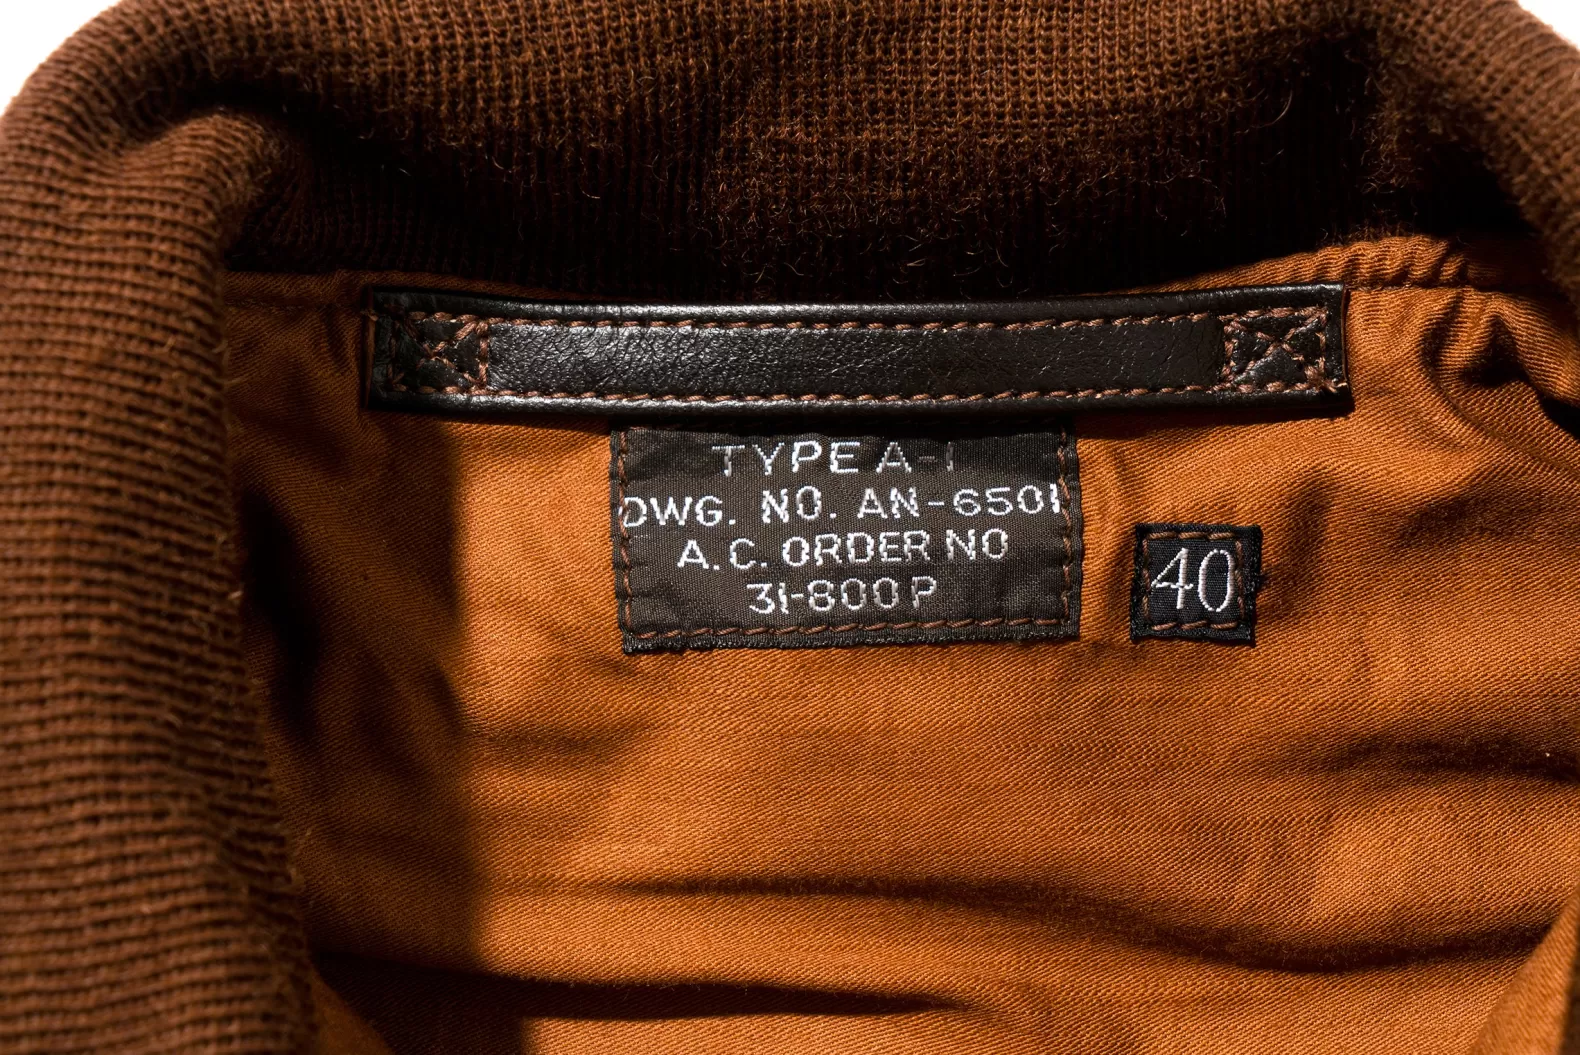 TYPE A-1
DWG. NO. AN-6501
A.C. ORDER NO
31-800P
40